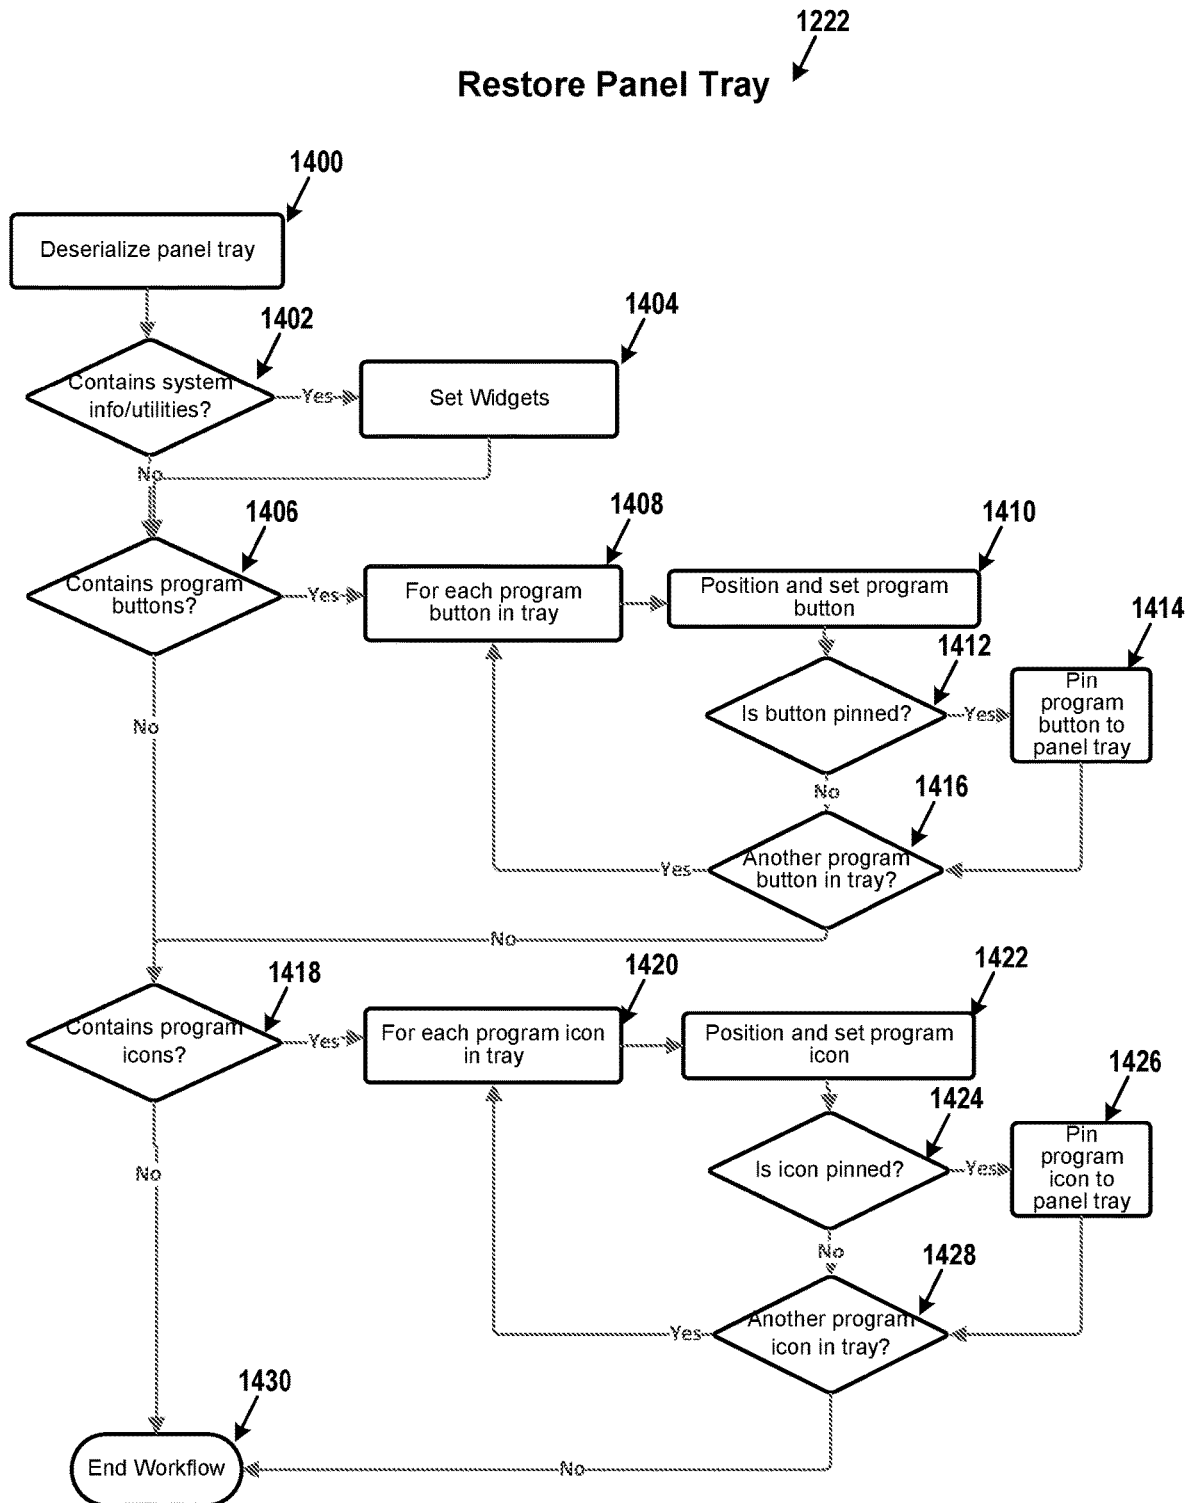 1222
Restore Panel Tray
1400
Deserialize panel tray
1402
1404
Contains system
info/utilities?
Yes
Set Widgets
No
1406
1408
1410
Contains program
buttons?
Yes
For each program
button in tray
Position and set program
button
1412
1414
Is button pinned?
Yes
Pin
program
button to
panel tray
No
No
1416
Another program
button in tray?
Yes
No
1418
1420
1422
Contains program
icons?
Yes
For each program icon
in tray
Position and set program
icon
1424
1426
Is icon pinned?
Yes
Pin
program
icon to
panel tray
No
No
1428
Another program
icon in tray?
Yes
1430
End Workflow
No